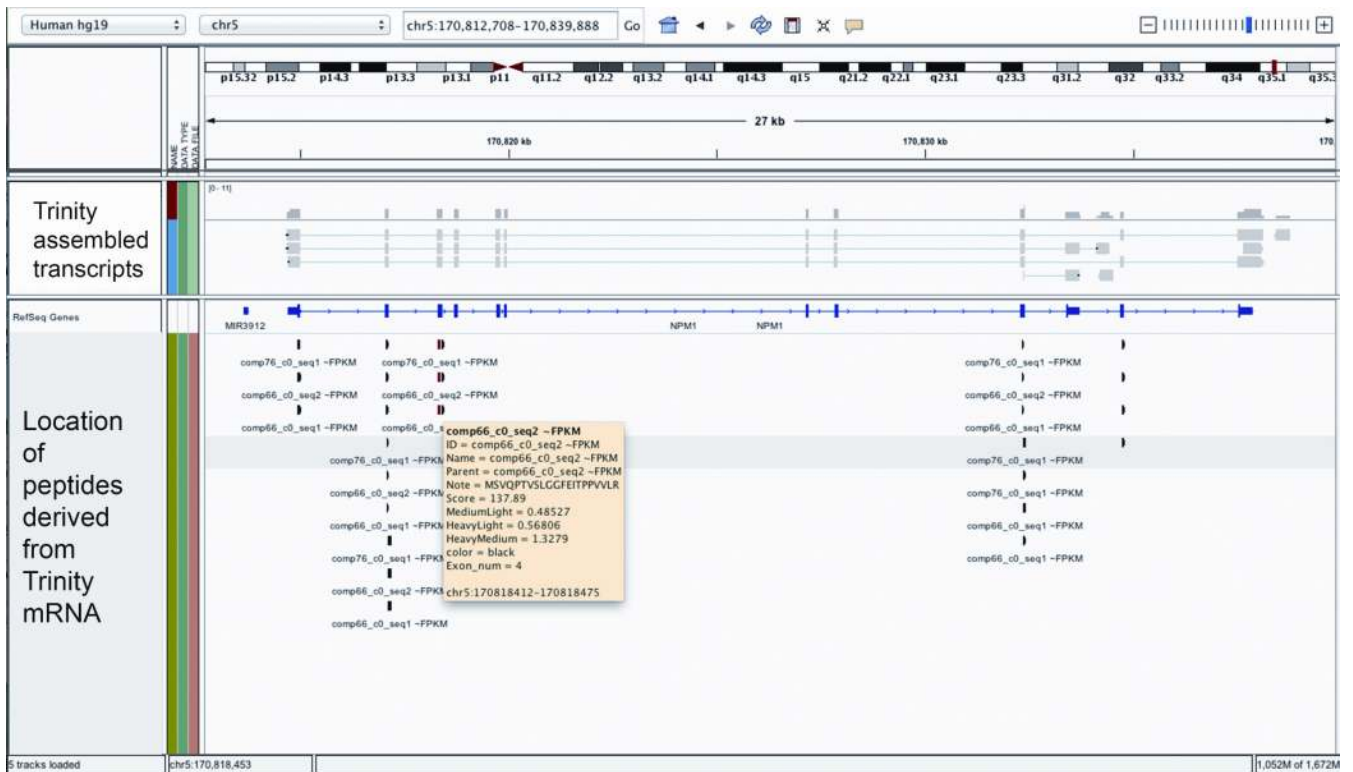 Human hg19
chr5
chr5:170,812,708-170,839,888
Go
p15.32 p15.2 p14.3 p13.3 p13.1 p11 q11.2 q12.2 q13.2 q14.1 q14.3 q15 q21.2 q22.1 q23.1 q23.3 q31.2 q32 q33.2 q34 q35.1 q35.3
27 kb
170,820 kb 170,830 kb 170,
NAME
DATA TYPE
DATA FILE
[0 - 11]
Trinity
assembled
transcripts
RefSeq Genes
MIR3912 NPM1 NPM1
comp76_c0_seq1 ~FPKM comp76_c0_seq1 ~FPKM comp76_c0_seq1 ~FPKM
comp66_c0_seq2 ~FPKM comp66_c0_seq2 ~FPKM comp66_c0_seq2 ~FPKM
comp66_c0_seq1 ~FPKM comp66_c0_s comp66_c0_seq1 ~FPKM
comp76_c0_seq1 ~FPKM comp76_c0_seq1 ~FPKM
comp66_c0_seq2 ~FPKM comp76_c0_seq1 ~FPKM
comp66_c0_seq1 ~FPKM comp66_c0_seq1 ~FPKM
comp76_c0_seq1 ~FPKM comp66_c0_seq1 ~FPKM
comp66_c0_seq2 ~FPKM
comp66_c0_seq1 ~FPKM
comp66_c0_seq2 ~FPKM
ID = comp66_c0_seq2 ~FPKM
Name = comp66_c0_seq2 ~FPKM
Parent = comp66_c0_seq2 ~FPKM
Note = MSVQPTVSLGGFEITPPVVLR
Score = 137.89
MediumLight = 0.48527
HeavyLight = 0.56806
HeavyMedium = 1.3279
color = black
Exon_num = 4
chr5:170818412-170818475
Location
of
peptides
derived
from
Trinity
mRNA
5 tracks loaded
chr5:170,818,453
1,052M of 1,672M